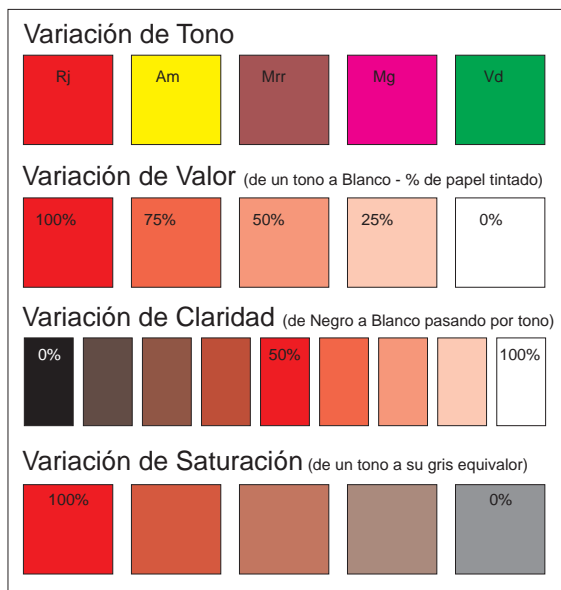 Variación de Tono
Rj Am Mrr Mg Vd
Variación de Valor (de un tono a Blanco - % de papel tintado)
100% 75% 50% 25% 0%
Variación de Claridad (de Negro a Blanco pasando por tono)
0% 50% 100%
Variación de Saturación (de un tono a su gris equivalor)
100% 0%